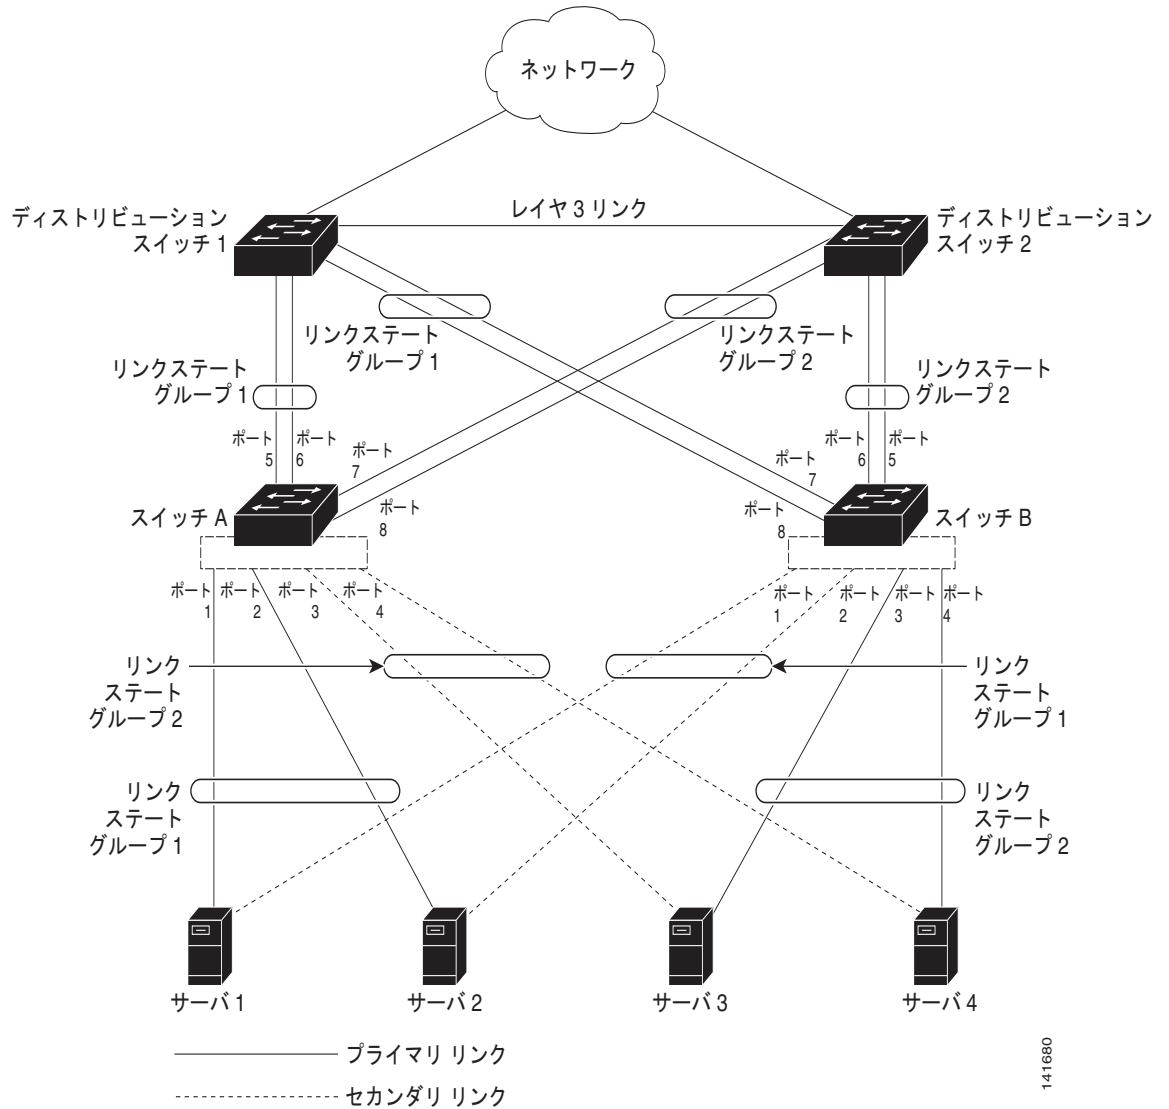 ネットワーク
ディストリビューション
スイッチ 1
レイヤ 3 リンク
ディストリビューション
スイッチ 2
リンクステート
グループ 1
リンクステート
グループ 2
リンクステート
グループ 1
リンクステート
グループ 2
ポート
5
ポート
6
ポート
7
ポート
8
ポート
7
ポート
8
ポート
6
ポート
5
スイッチ A
スイッチ B
ポート
1
ポート
2
ポート
3
ポート
4
ポート
1
ポート
2
ポート
3
ポート
4
リンク
ステート
グループ 2
リンク
ステート
グループ 1
リンク
ステート
グループ 1
リンク
ステート
グループ 2
サーバ 1
サーバ 2
サーバ 3
サーバ 4
プライマリ リンク
セカンダリ リンク
141680